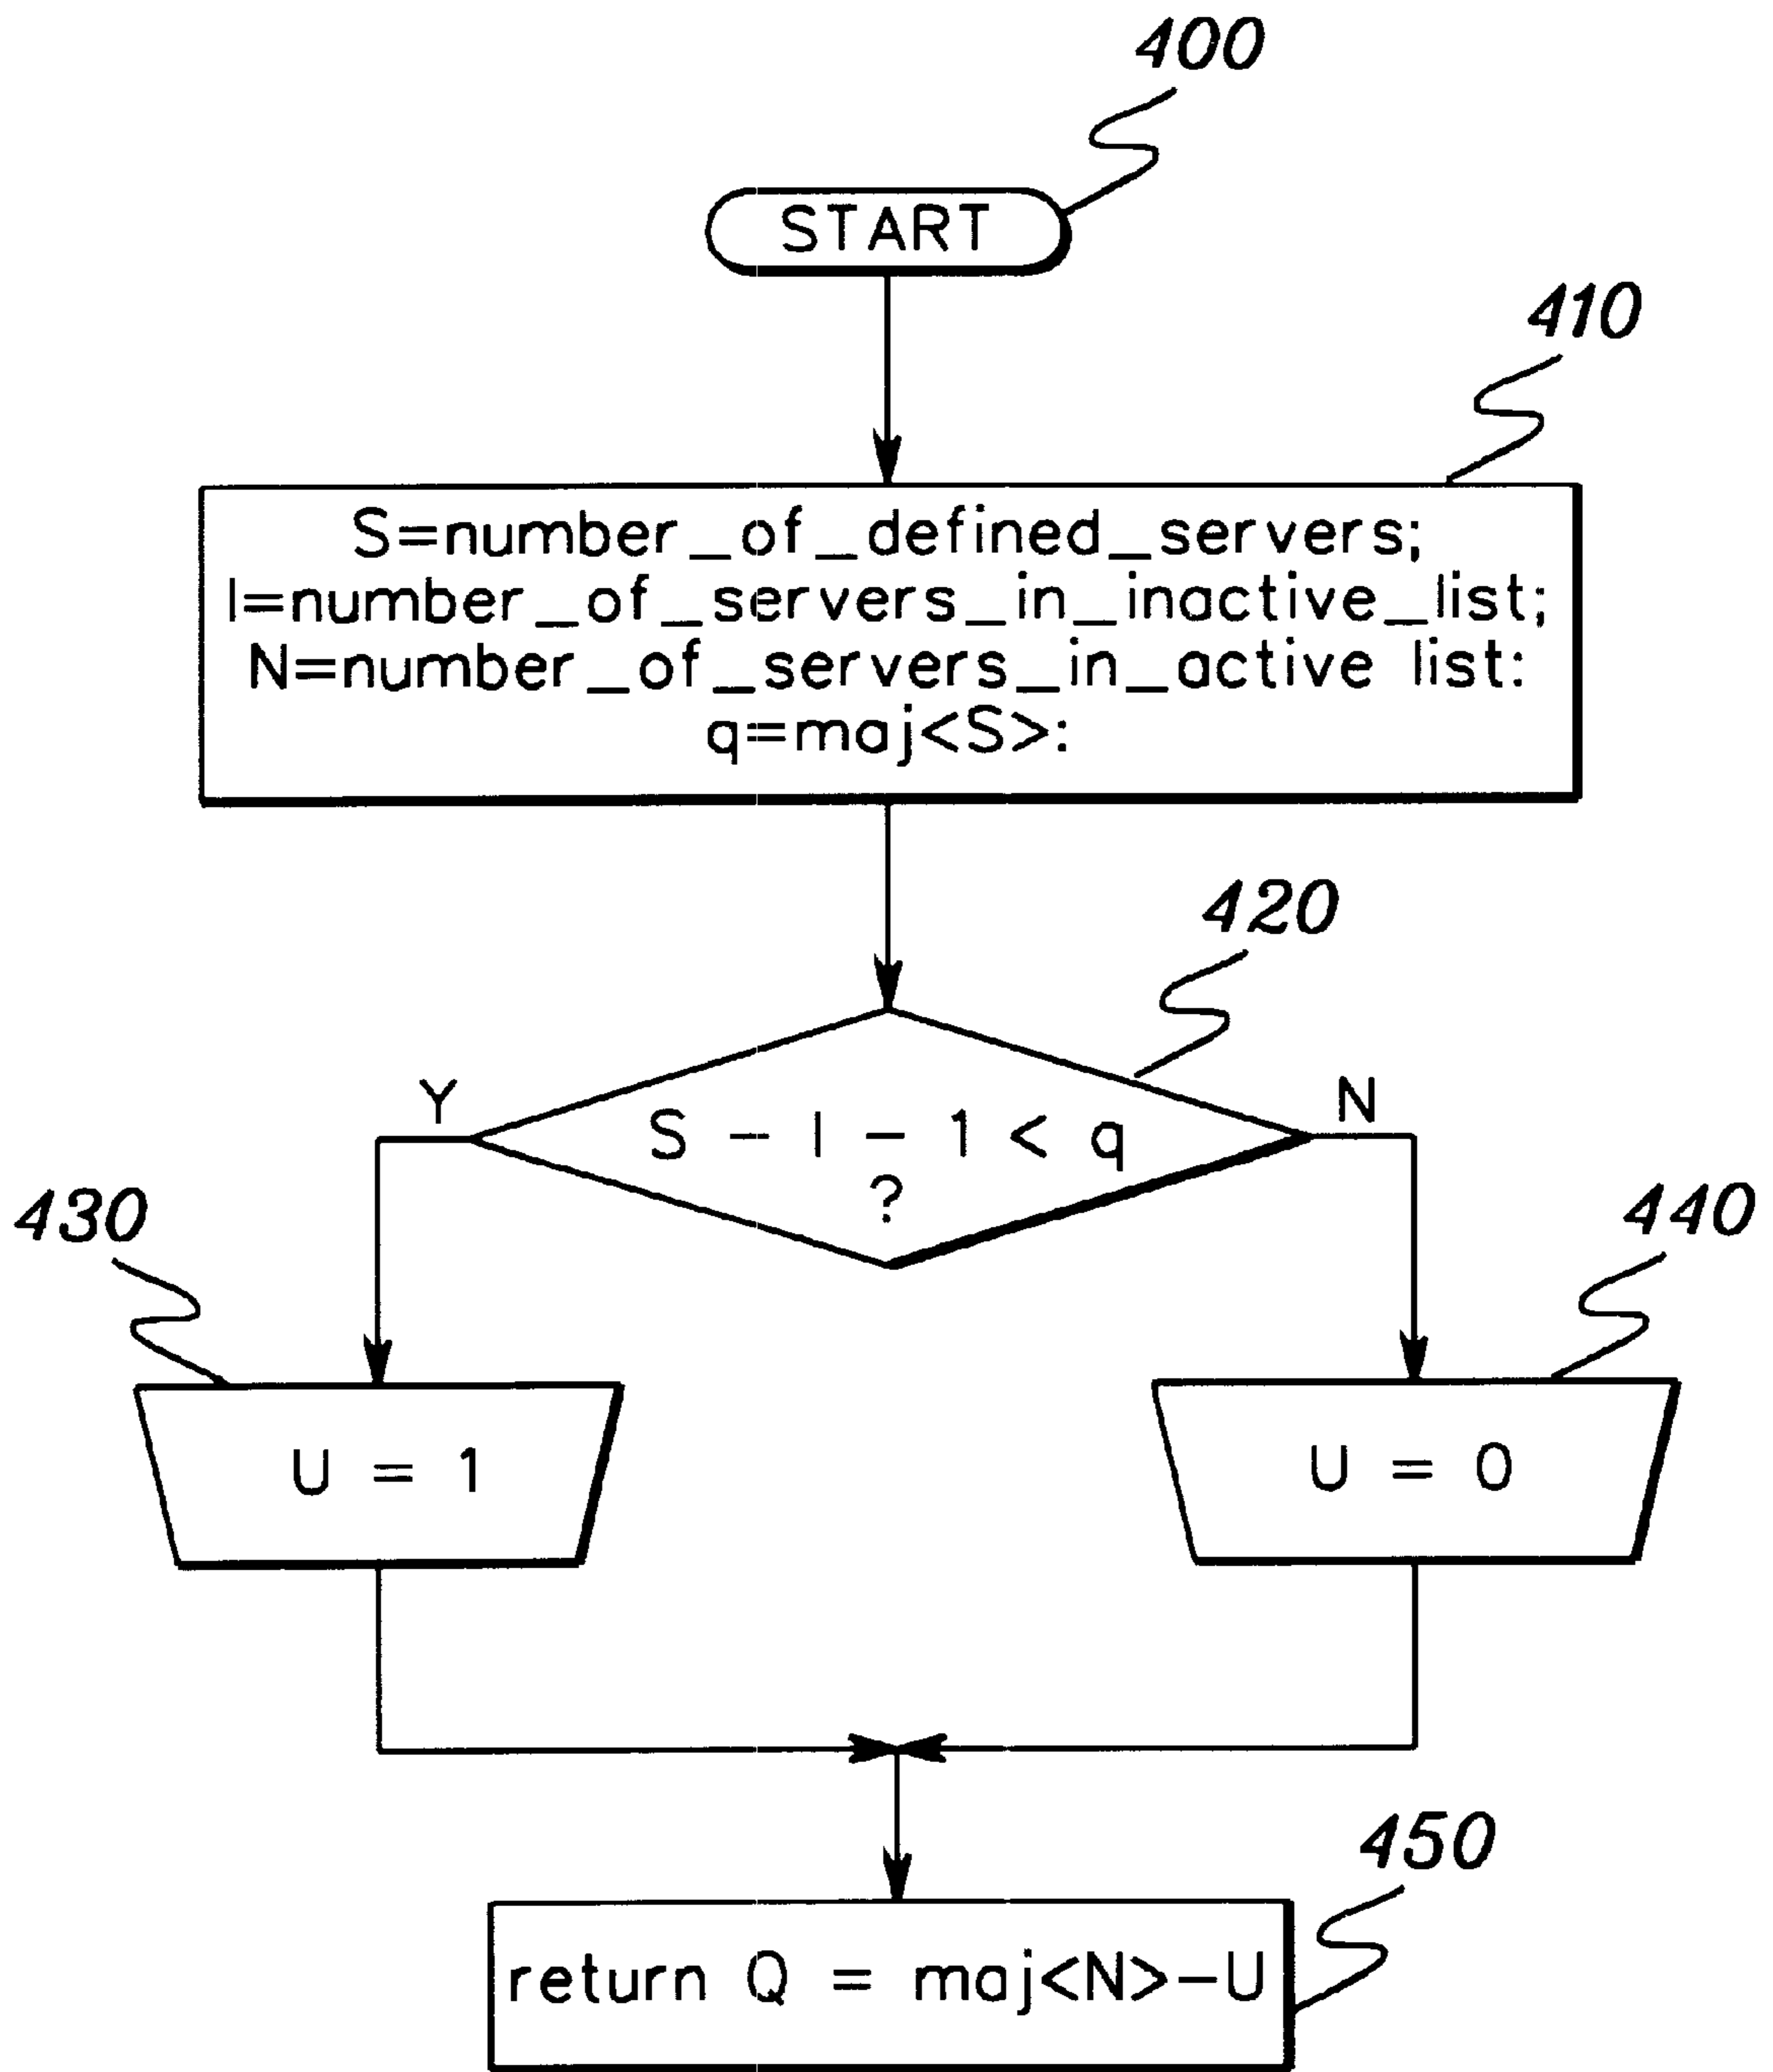 400
START
410
S=number_of_defined_servers;
I=number_of_servers_in_inactive_list;
N=number_of_servers_in_active list:
q=maj<S>:
420
Y
N
S - I - 1 < q
?
430
440
U = 1
U = 0
450
return Q = maj<N>-U